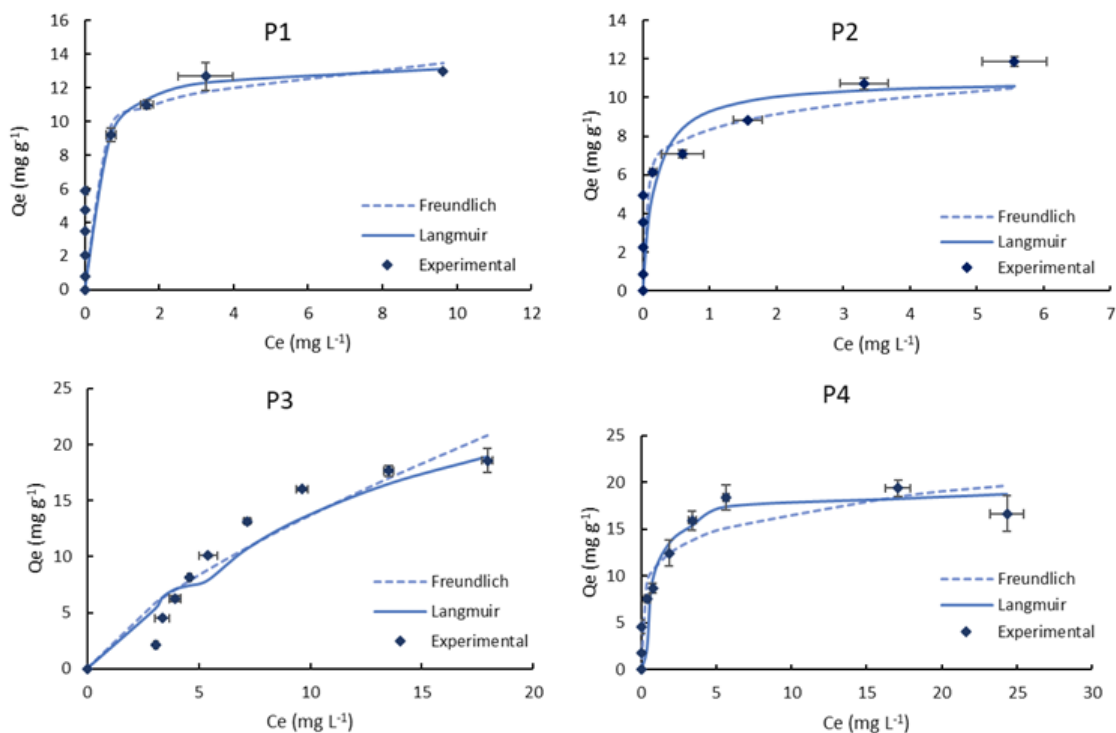 P1
16
14
12
10
8
6
4
2
0
Qe (mg g-1)
0 2 4 6 8 10 12
Ce (mg L-1)
Freundlich
Langmuir
Experimental
P2
14
12
10
8
6
4
2
0
Qe (mg g-1)
0 1 2 3 4 5 6 7
Ce (mg L-1)
Freundlich
Langmuir
Experimental
P3
25
20
15
10
5
0
Qe (mg g-1)
0 5 10 15 20
Ce (mg L-1)
Freundlich
Langmuir
Experimental
P4
25
20
15
10
5
0
Qe (mg g-1)
0 5 10 15 20 25 30
Ce (mg L-1)
Freundlich
Langmuir
Experimental